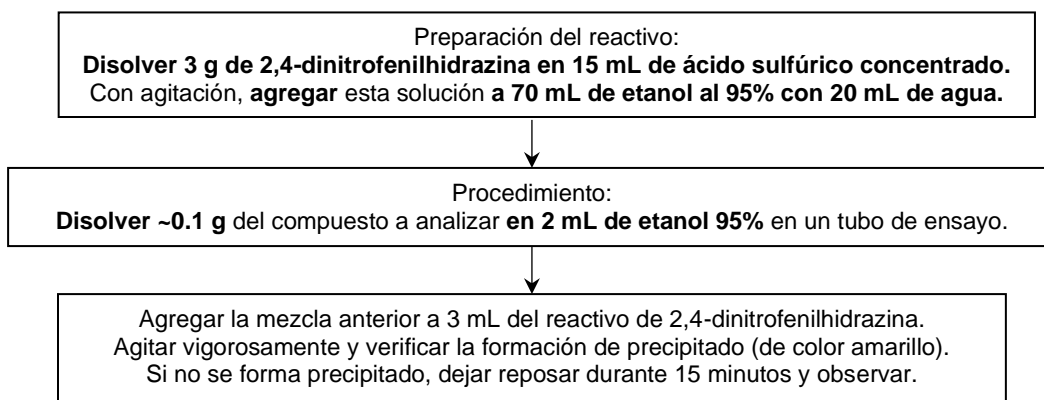 Preparación del reactivo:
Disolver 3 g de 2,4-dinitrofenilhidrazina en 15 mL de ácido sulfúrico concentrado.
Con agitación, agregar esta solución a 70 mL de etanol al 95% con 20 mL de agua.
Procedimiento:
Disolver ~0.1 g del compuesto a analizar en 2 mL de etanol 95% en un tubo de ensayo.
Agregar la mezcla anterior a 3 mL del reactivo de 2,4-dinitrofenilhidrazina.
Agitar vigorosamente y verificar la formación de precipitado (de color amarillo).
Si no se forma precipitado, dejar reposar durante 15 minutos y observar.